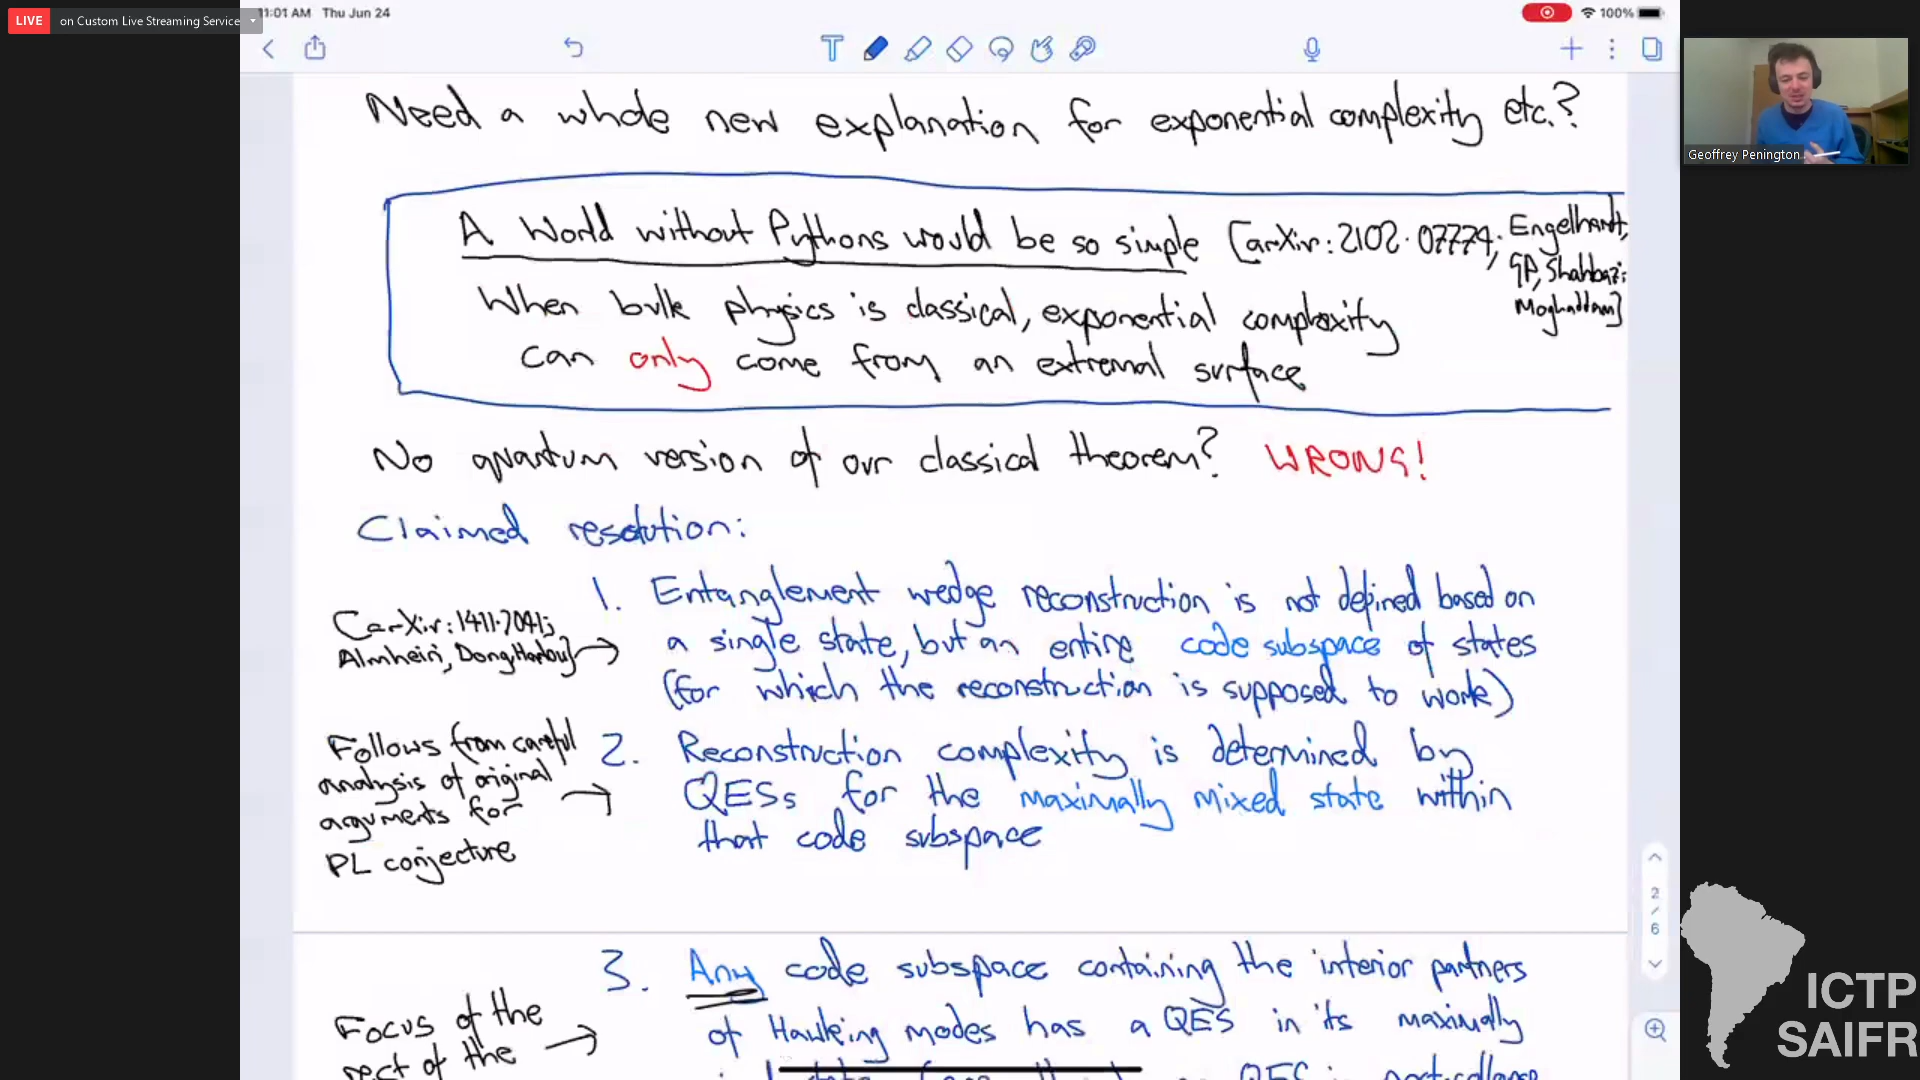 LIVE on Custom Live Streaming Service
11:01 AM Thu Jun 24
100%
Geoffrey Penington
Need a whole new explanation for exponential complexity etc.?
A World without Pythons would be so simple [arXiv:2102.07774; Engelhardt,
GP, Shahbazi-
Moghaddam]
When bulk physics is classical, exponential complexity
can only come from an extremal surface
No quantum version of our classical theorem? WRONG!
Claimed resolution:
1. Entanglement wedge reconstruction is not defined based on
a single state, but an entire code subspace of states
(for which the reconstruction is supposed to work)
[arXiv:1411.7041;
Almheiri, Dong, Harlow] →
2. Reconstruction complexity is determined by
QESs for the maximally mixed state within
that code subspace
Follows from careful
analysis of original
arguments for
PL conjecture
→
3. Any code subspace containing the interior partners
of Hawking modes has a QES in its maximally
Focus of the
rest of the
→
2
/
6
ICTP
SAIFR